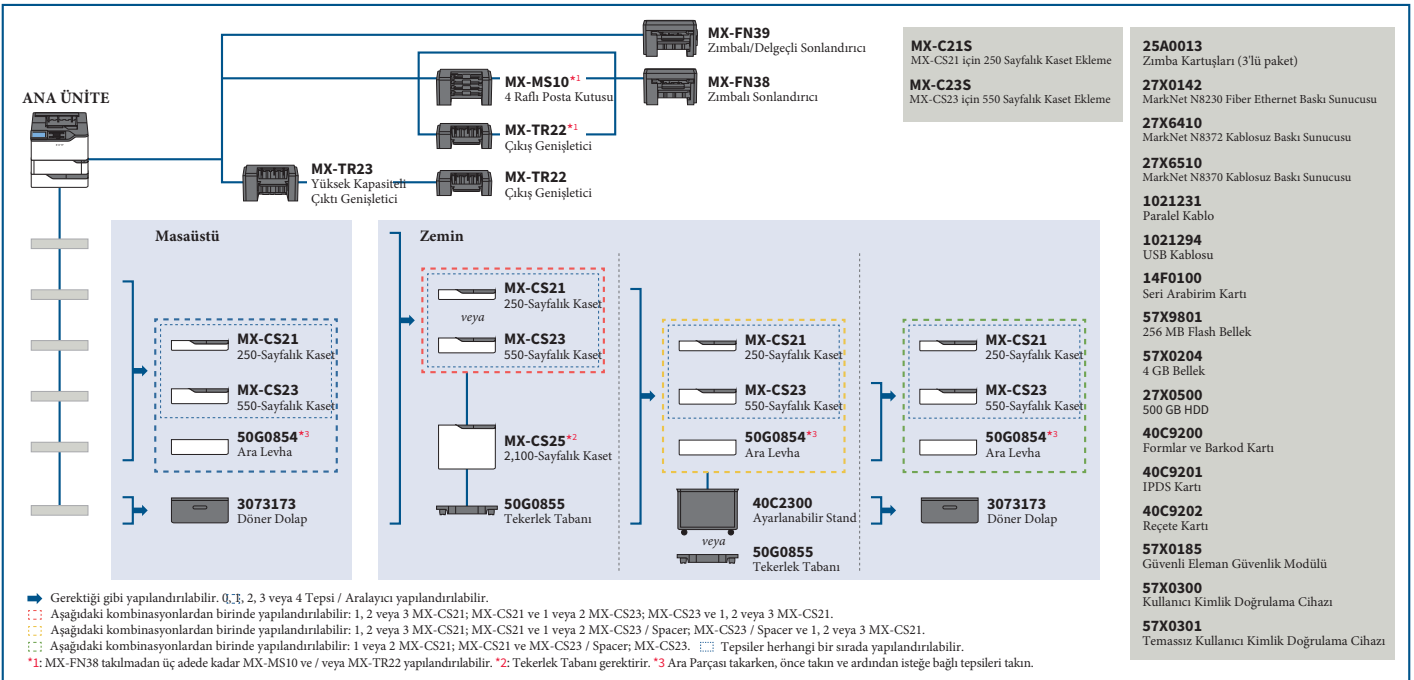 ANA ÜNİTE
MX-FN39
Zımbalı/Delgeçli Sonlandırıcı
MX-MS10*1
4 Raflı Posta Kutusu
MX-FN38
Zımbalı Sonlandırıcı
MX-TR22*1
Çıkış Genişletici
MX-TR23
Yüksek Kapasiteli
Çıktı Genişletici
MX-TR22
Çıkış Genişletici
MX-C21S
MX-CS21 için 250 Sayfalık Kaset Ekleme
MX-C23S
MX-CS23 için 550 Sayfalık Kaset Ekleme
Masaüstü
MX-CS21
250-Sayfalık Kaset
MX-CS23
550-Sayfalık Kaset
50G0854*3
Ara Levha
3073173
Döner Dolap
Zemin
MX-CS21
250-Sayfalık Kaset
veya
MX-CS23
550-Sayfalık Kaset
MX-CS25*2
2,100-Sayfalık Kaset
50G0855
Tekerlek Tabanı
MX-CS21
250-Sayfalık Kaset
MX-CS23
550-Sayfalık Kaset
50G0854*3
Ara Levha
40C2300
Ayarlanabilir Stand
veya
50G0855
Tekerlek Tabanı
MX-CS21
250-Sayfalık Kaset
MX-CS23
550-Sayfalık Kaset
50G0854*3
Ara Levha
3073173
Döner Dolap
25A0013
Zımba Kartuşları (3'lü paket)
27X0142
MarkNet N8230 Fiber Ethernet Baskı Sunucusu
27X6410
MarkNet N8372 Kablosuz Baskı Sunucusu
27X6510
MarkNet N8370 Kablosuz Baskı Sunucusu
1021231
Paralel Kablo
1021294
USB Kablosu
14F0100
Seri Arabirim Kartı
57X9801
256 MB Flash Bellek
57X0204
4 GB Bellek
27X0500
500 GB HDD
40C9200
Formlar ve Barkod Kartı
40C9201
IPDS Kartı
40C9202
Reçete Kartı
57X0185
Güvenli Eleman Güvenlik Modülü
57X0300
Kullanıcı Kimlik Doğrulama Cihazı
57X0301
Temassız Kullanıcı Kimlik Doğrulama Cihazı
Gerektiği gibi yapılandırılabilir. 0, 1, 2, 3 veya 4 Tepsi / Aralayıcı yapılandırılabilir.
Aşağıdaki kombinasyonlardan birinde yapılandırılabilir: 1, 2 veya 3 MX-CS21; MX-CS21 ve 1 veya 2 MX-CS23; MX-CS23 ve 1, 2 veya 3 MX-CS21.
Aşağıdaki kombinasyonlardan birinde yapılandırılabilir: 1, 2 veya 3 MX-CS21; MX-CS21 ve 1 veya 2 MX-CS23 / Spacer; MX-CS23 / Spacer ve 1, 2 veya 3 MX-CS21.
Aşağıdaki kombinasyonlardan birinde yapılandırılabilir: 1 veya 2 MX-CS21; MX-CS21 ve MX-CS23 / Spacer; MX-CS23. Tepsiler herhangi bir sırada yapılandırılabilir.
*1: MX-FN38 takılmadan üç adede kadar MX-MS10 ve / veya MX-TR22 yapılandırılabilir. *2: Tekerlek Tabanı gerektirir. *3 Ara Parçası takarken, önce takın ve ardından isteğe bağlı tepsileri takın.